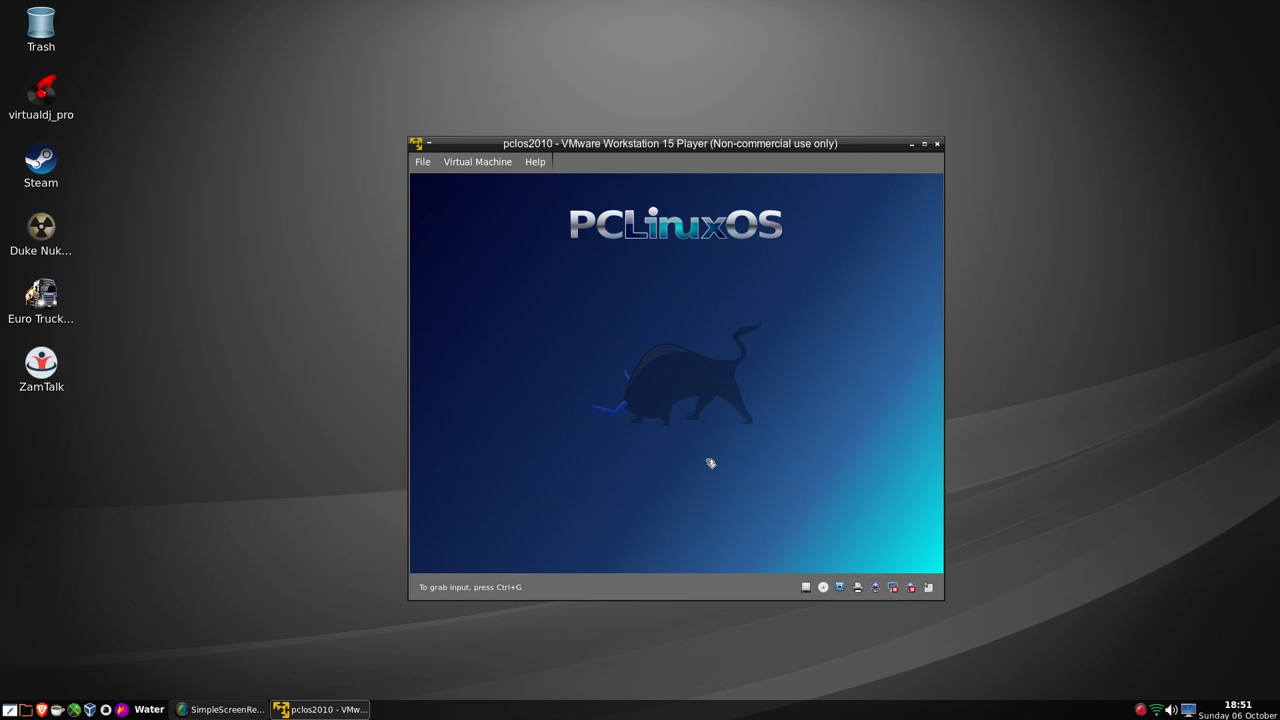 Trash
virtualdj_pro
Steam
Duke Nuk...
Euro Truck...
ZamTalk
pclos2010 - VMware Workstation 15 Player (Non-commercial use only)
File Virtual Machine Help
PCLinuxOS
To grab input, press Ctrl+G
Water SimpleScreenRe... pclos2010 - VMw...
18:51
Sunday 06 October